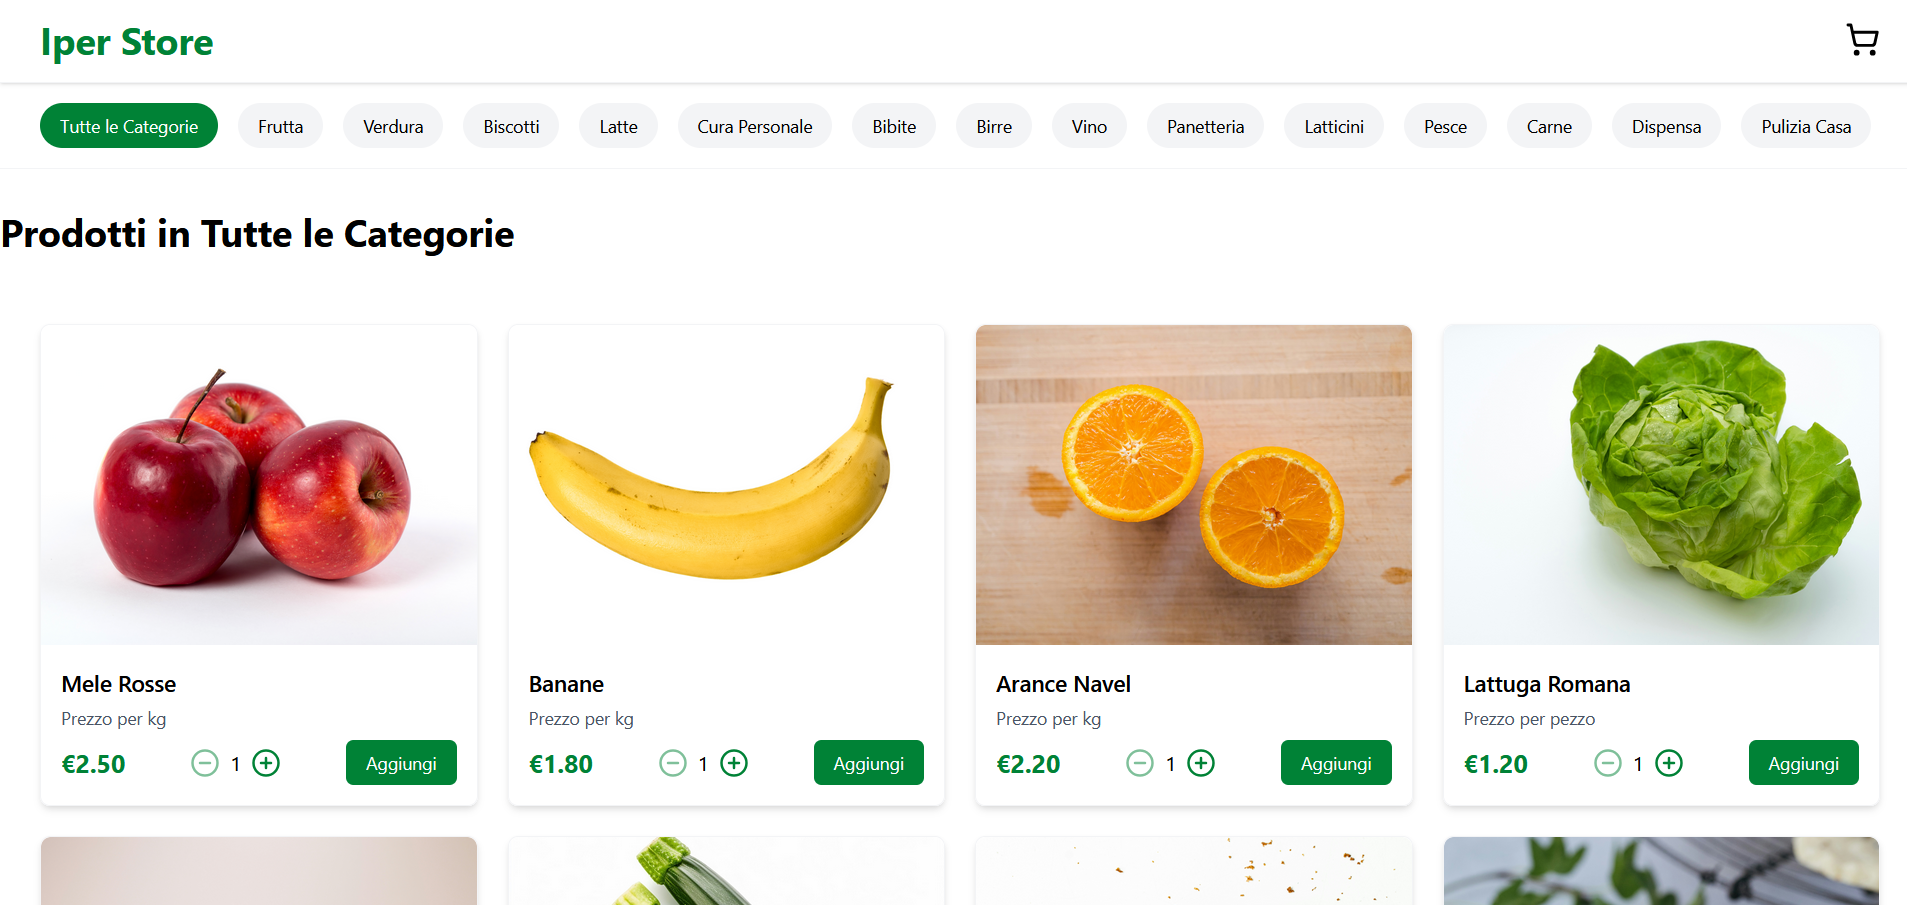 Iper Store
Tutte le Categorie Frutta Verdura Biscotti Latte Cura Personale Bibite Birre Vino Panetteria Latticini Pesce Carne Dispensa Pulizia Casa
Prodotti in Tutte le Categorie
Mele Rosse
Prezzo per kg
€2.50 1 Aggiungi
Banane
Prezzo per kg
€1.80 1 Aggiungi
Arance Navel
Prezzo per kg
€2.20 1 Aggiungi
Lattuga Romana
Prezzo per pezzo
€1.20 1 Aggiungi